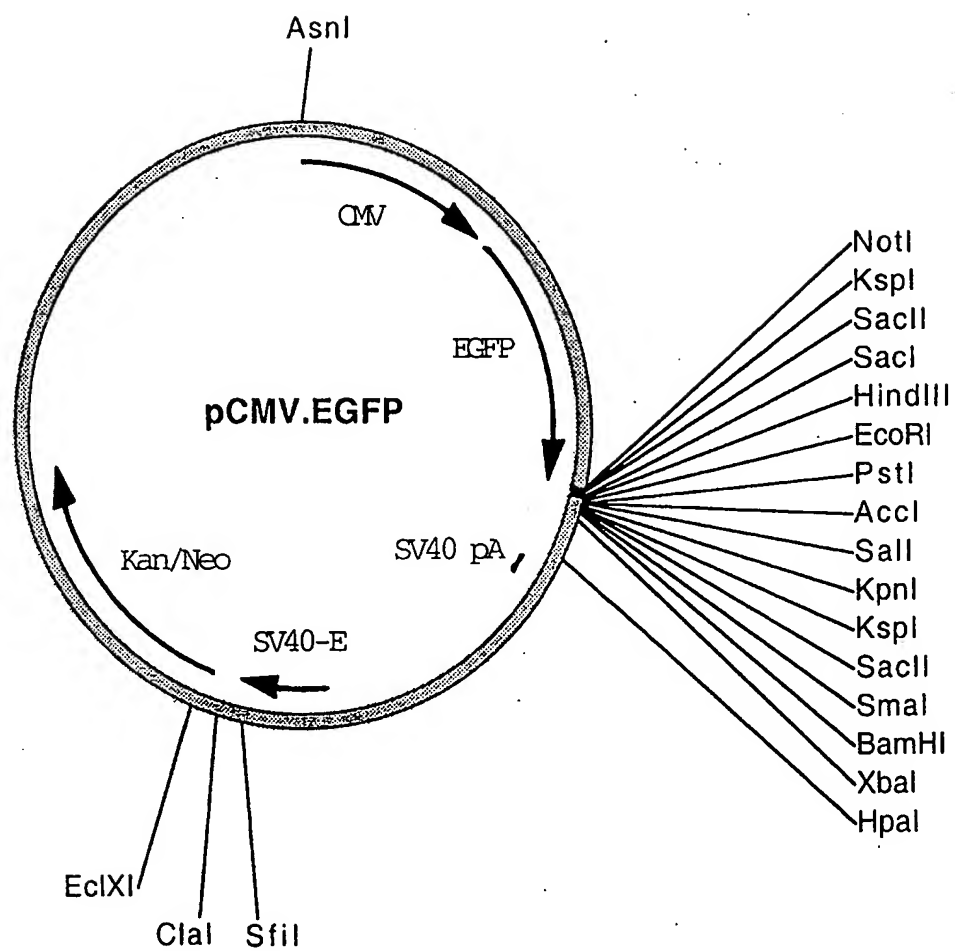 AsnI
CMV
NotI
KspI
SacII
EGFP
SacI
HindIII
pCMV.EGFP
EcoRI
PstI
AccI
SV40 pA
Kan/Neo
SalI
KpnI
KspI
SV40-E
SacII
SmaI
BamHI
XbaI
HpaI
EclXI
ClaI
SfiI